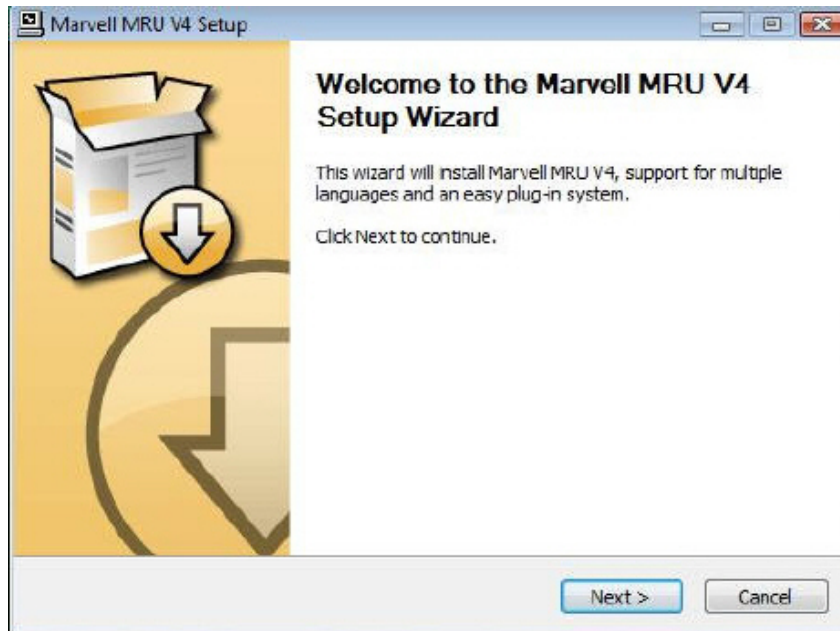 Marvell MRU V4 Setup
Welcome to the Marvell MRU V4
Setup Wizard
This wizard will install Marvell MRU V4, support for multiple
languages and an easy plug-in system.
Click Next to continue.
Next >
Cancel